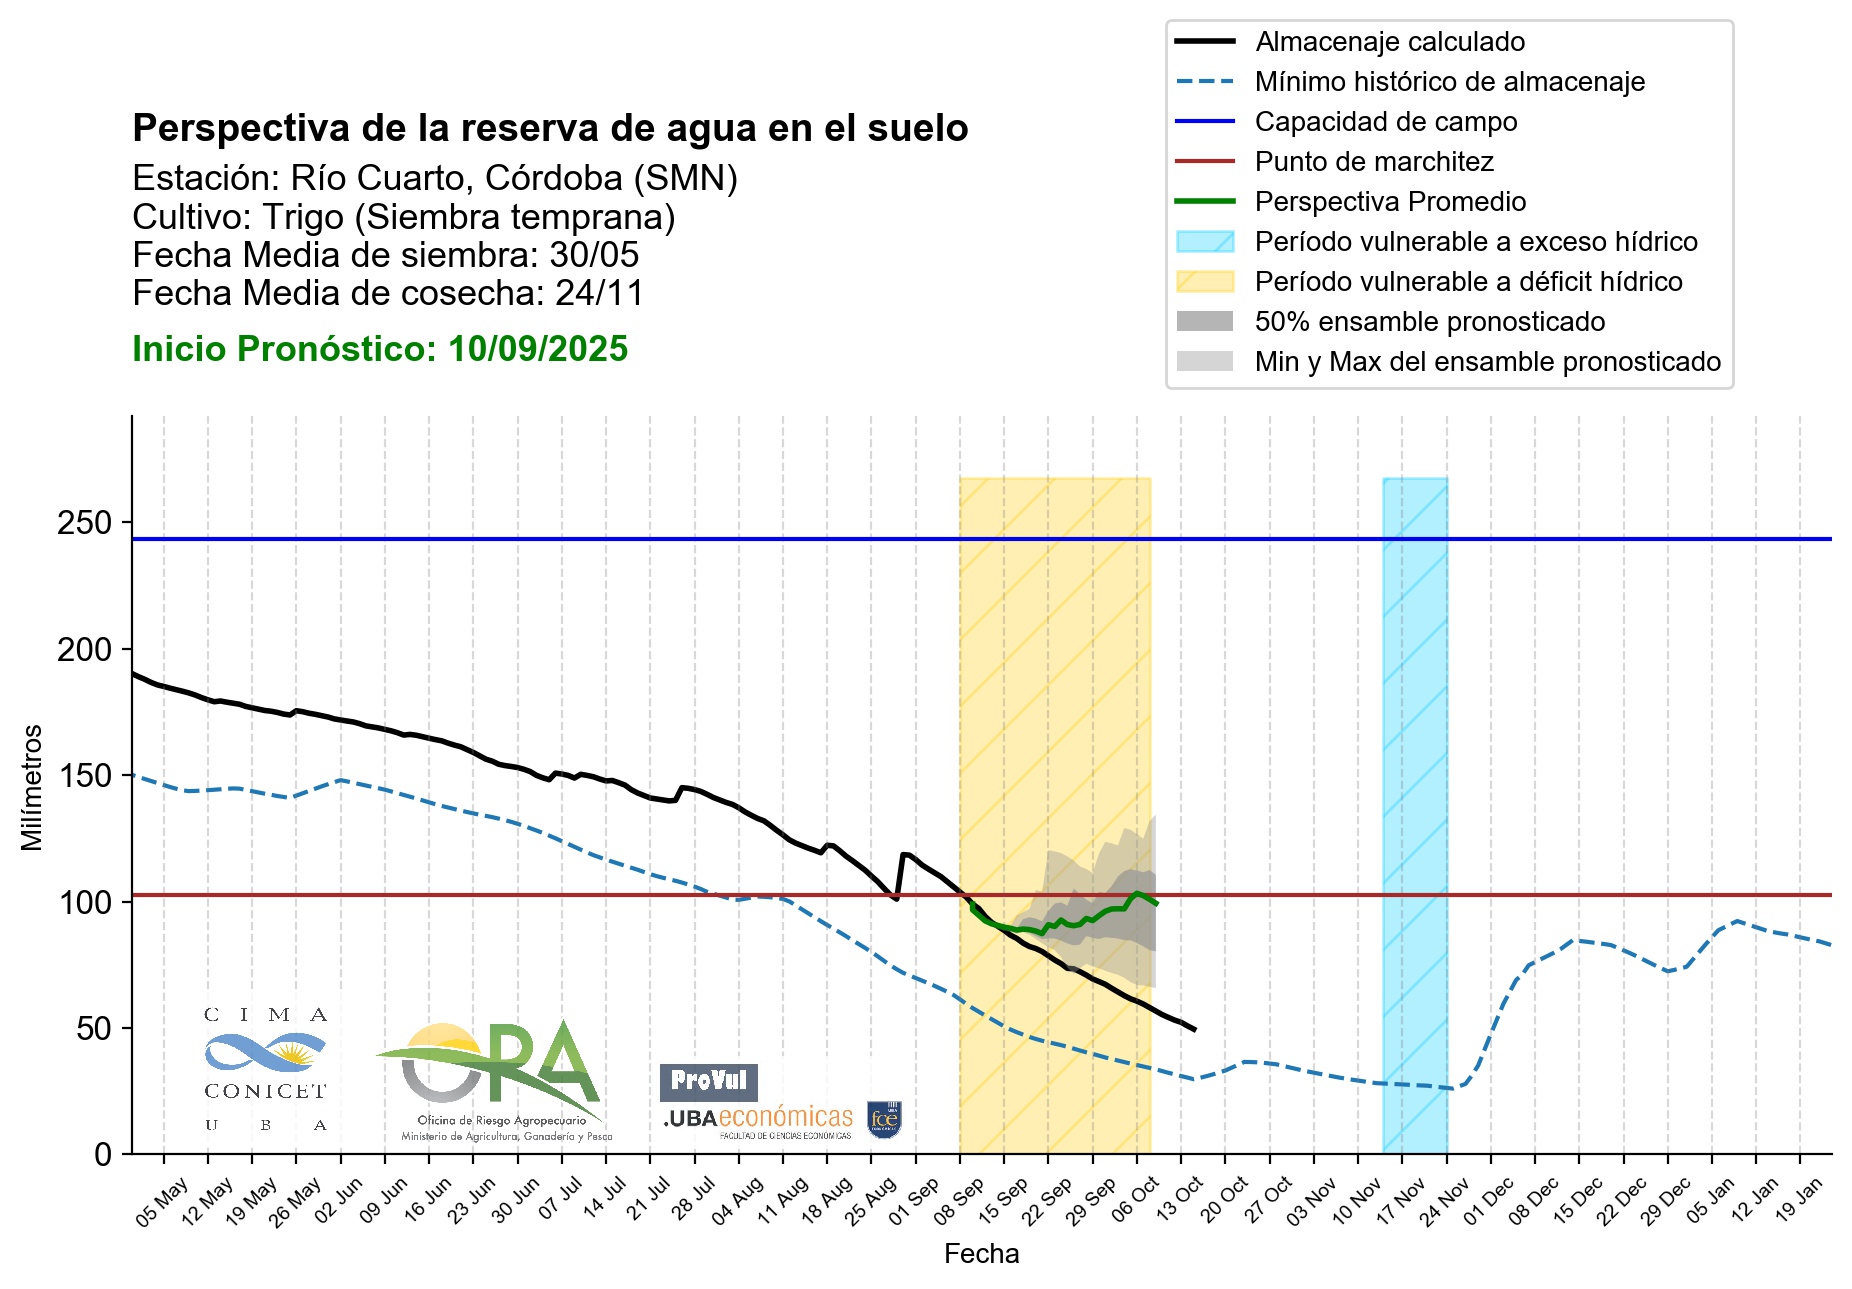 Almacenaje calculado
Mínimo histórico de almacenaje
Capacidad de campo
Punto de marchitez
Perspectiva Promedio
Período vulnerable a exceso hídrico
Período vulnerable a déficit hídrico
50% ensamble pronosticado
Min y Max del ensamble pronosticado
Perspectiva de la reserva de agua en el suelo
Estación: Río Cuarto, Córdoba (SMN)
Cultivo: Trigo (Siembra temprana)
Fecha Media de siembra: 30/05
Fecha Media de cosecha: 24/11
Inicio Pronóstico: 10/09/2025
Milímetros
250
200
150
100
50
0
CIMA
CONICET
UBA
ORA
Oficina de Riesgo Agropecuario
Ministerio de Agricultura, Ganadería y Pesca
ProVul
.UBAeconómicas
FACULTAD DE CIENCIAS ECONÓMICAS
fce
05 May
12 May
19 May
26 May
02 Jun
09 Jun
16 Jun
23 Jun
30 Jun
07 Jul
14 Jul
21 Jul
28 Jul
04 Aug
11 Aug
18 Aug
25 Aug
01 Sep
08 Sep
15 Sep
22 Sep
29 Sep
06 Oct
13 Oct
20 Oct
27 Oct
03 Nov
10 Nov
17 Nov
24 Nov
01 Dec
08 Dec
15 Dec
22 Dec
29 Dec
05 Jan
12 Jan
19 Jan
Fecha